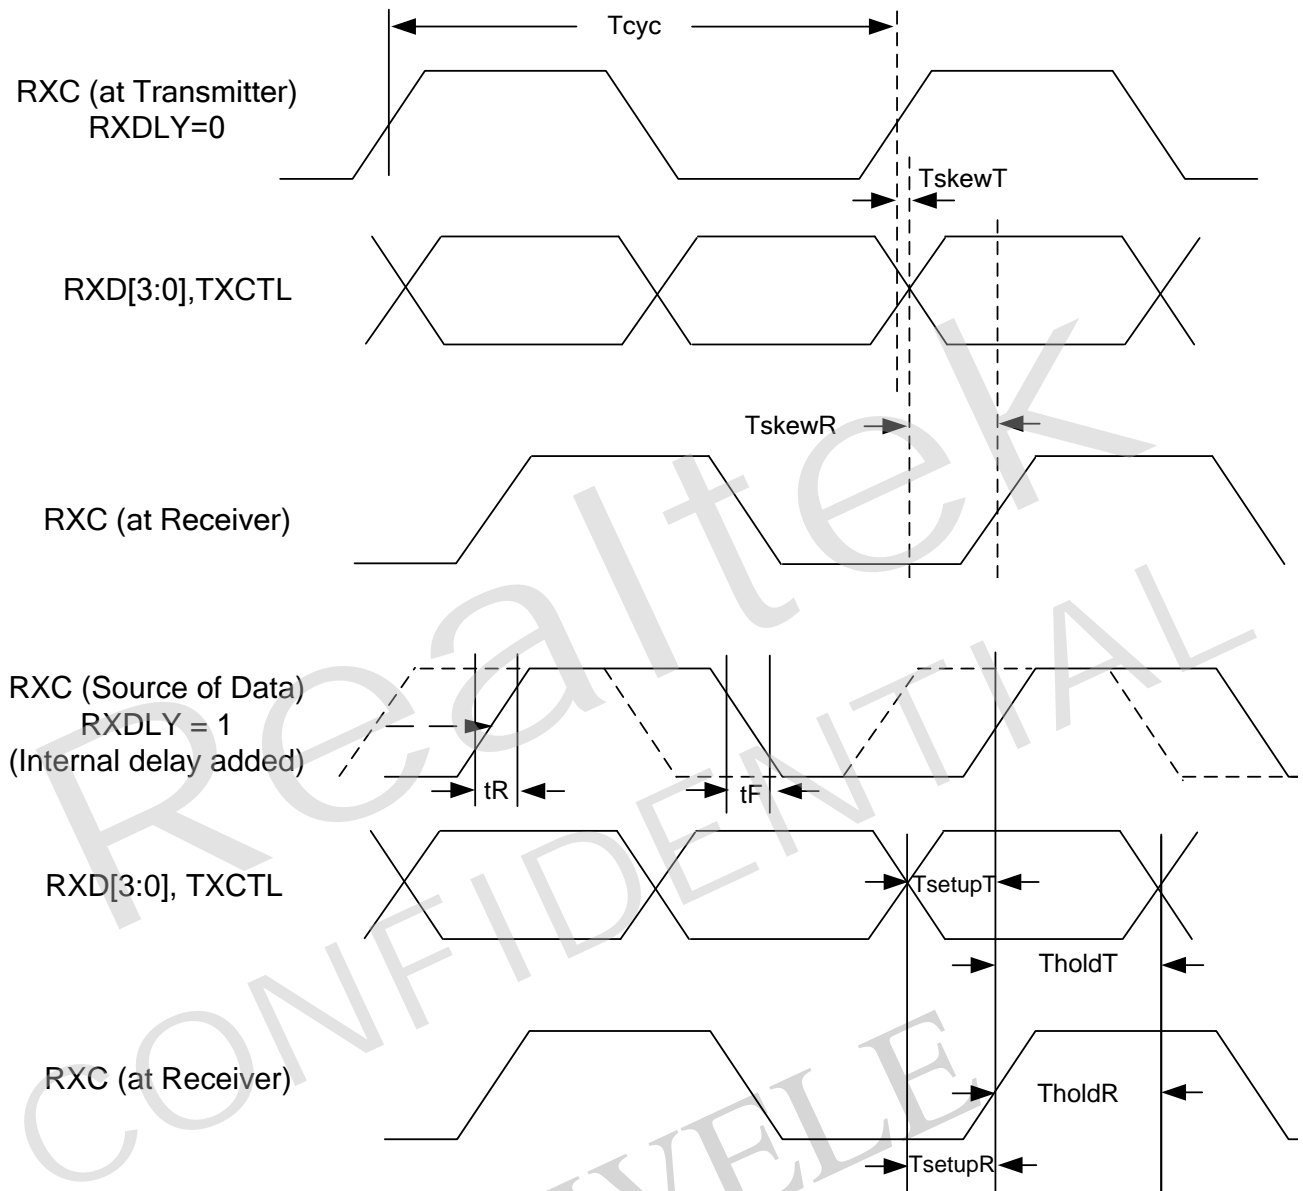 Tcyc
RXC (at Transmitter)
RXDLY=0
TskewT
RXD[3:0],TXCTL
TskewR
RXC (at Receiver)
RXC (Source of Data)
RXDLY = 1
(Internal delay added)
tR
tF
RXD[3:0], TXCTL
TsetupT
TholdT
RXC (at Receiver)
TholdR
TsetupR
Realtek
CONFIDENTIAL